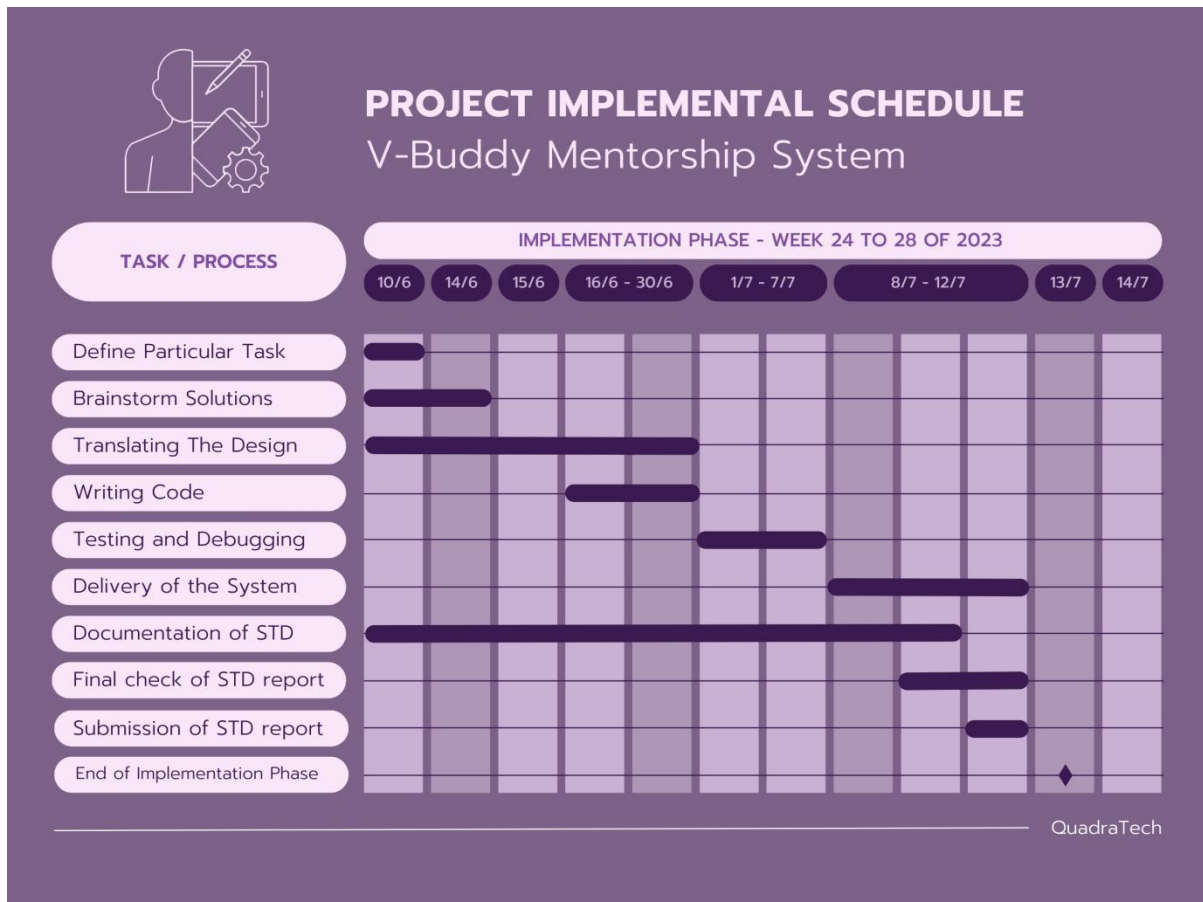 PROJECT IMPLEMENTAL SCHEDULE
V-Buddy Mentorship System
TASK / PROCESS
IMPLEMENTATION PHASE - WEEK 24 TO 28 OF 2023
10/6 14/6 15/6 16/6 - 30/6 1/7 - 7/7 8/7 - 12/7 13/7 14/7
Define Particular Task
Brainstorm Solutions
Translating The Design
Writing Code
Testing and Debugging
Delivery of the System
Documentation of STD
Final check of STD report
Submission of STD report
End of Implementation Phase
QuadraTech